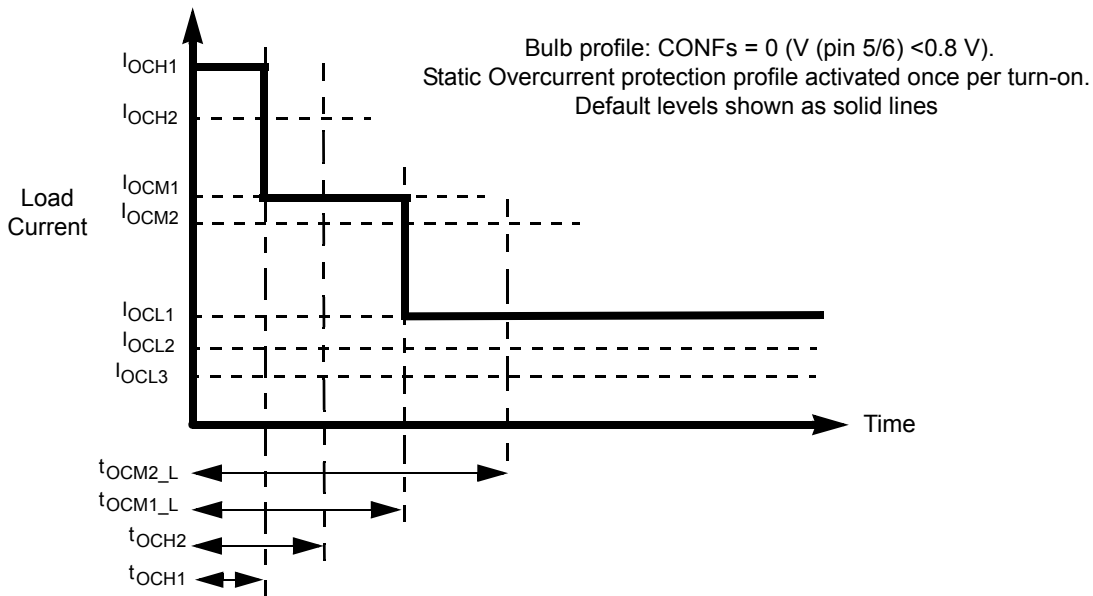 Bulb profile: CONFs = 0 (V (pin 5/6) <0.8 V).
Static Overcurrent protection profile activated once per turn-on.
Default levels shown as solid lines
IOCH1
IOCH2
IOCM1
IOCM2
Load
Current
IOCL1
IOCL2
IOCL3
Time
tOCM2_L
tOCM1_L
tOCH2
tOCH1